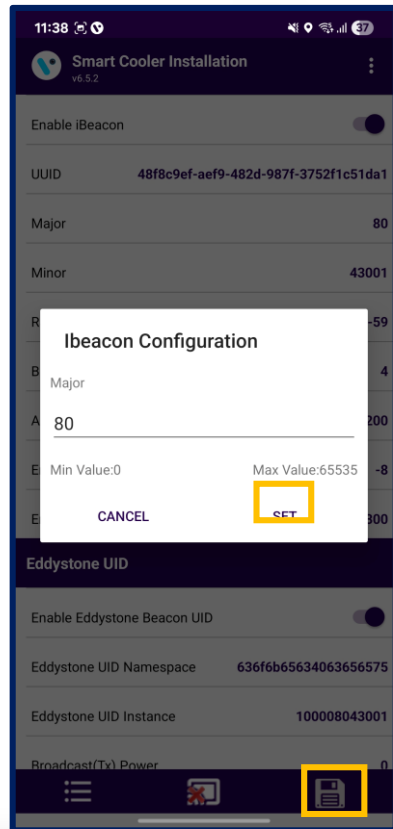 11:38
37
Smart Cooler Installation
v6.5.2
Enable iBeacon
UUID 48f8c9ef-aef9-482d-987f-3752f1c51da1
Major 80
Minor 43001
R -59
Ibeacon Configuration
B 4
Major
A 200
80
E Min Value:0 Max Value:65535 -8
E CANCEL SET 300
Eddystone UID
Enable Eddystone Beacon UID
Eddystone UID Namespace 636f6b65634063656575
Eddystone UID Instance 100008043001
Broadcast(Tx) Power 0